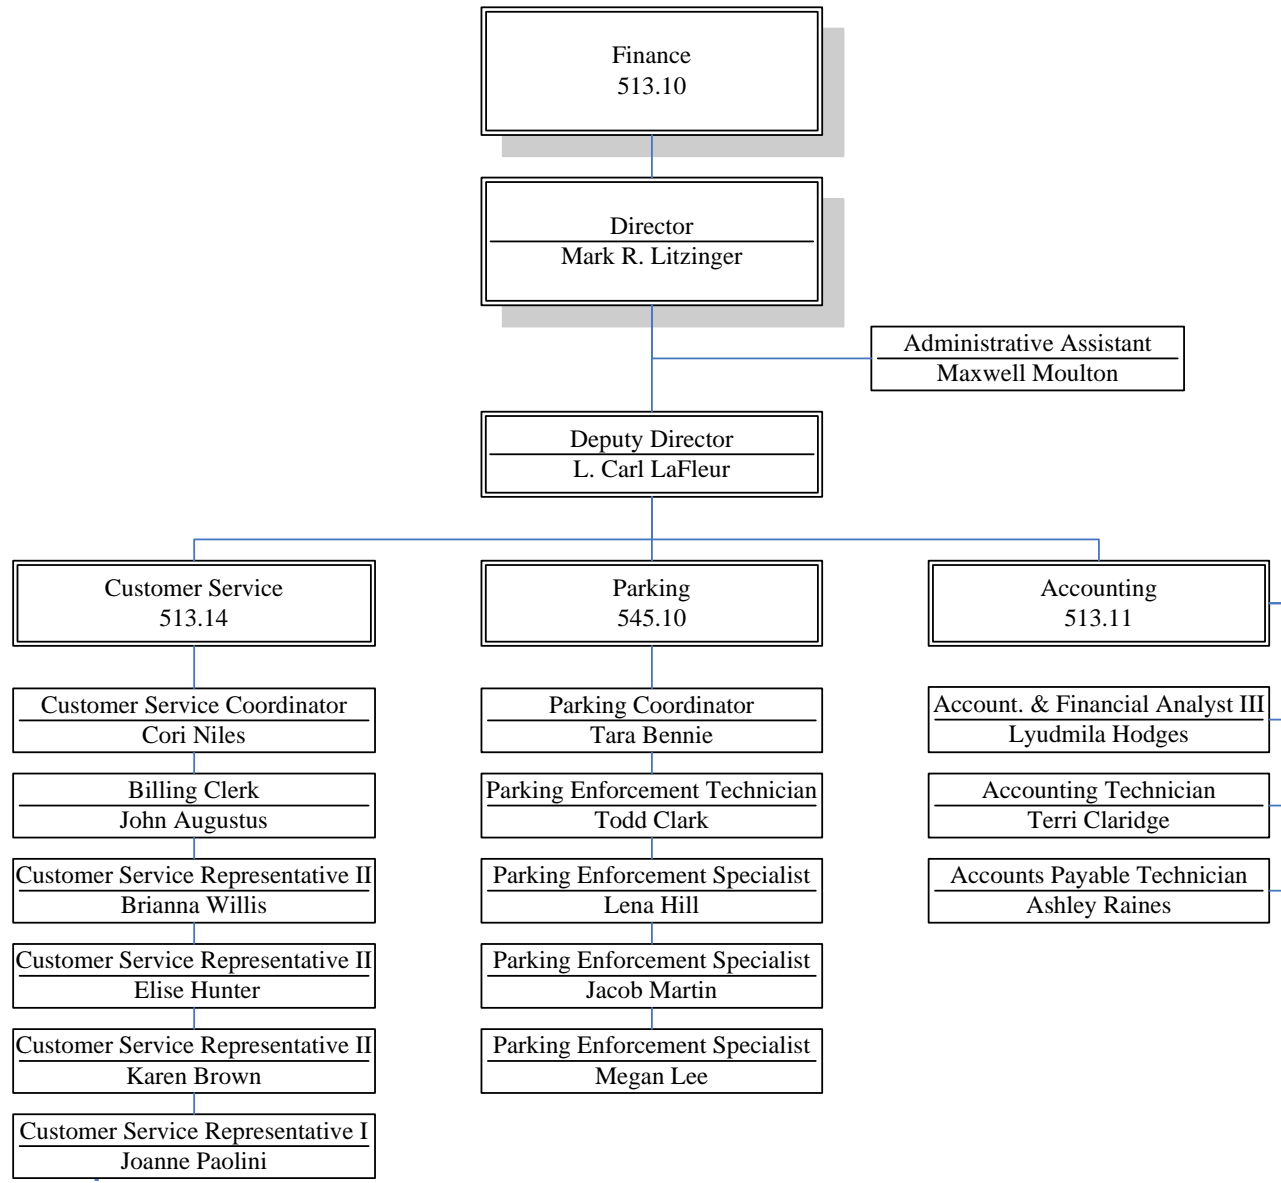 Finance
513.10
Director
Mark R. Litzinger
Administrative Assistant
Maxwell Moulton
Deputy Director
L. Carl LaFleur
Customer Service
513.14
Customer Service Coordinator
Cori Niles
Billing Clerk
John Augustus
Customer Service Representative II
Brianna Willis
Customer Service Representative II
Elise Hunter
Customer Service Representative II
Karen Brown
Customer Service Representative I
Joanne Paolini
Parking
545.10
Parking Coordinator
Tara Bennie
Parking Enforcement Technician
Todd Clark
Parking Enforcement Specialist
Lena Hill
Parking Enforcement Specialist
Jacob Martin
Parking Enforcement Specialist
Megan Lee
Accounting
513.11
Account. & Financial Analyst III
Lyudmila Hodges
Accounting Technician
Terri Claridge
Accounts Payable Technician
Ashley Raines